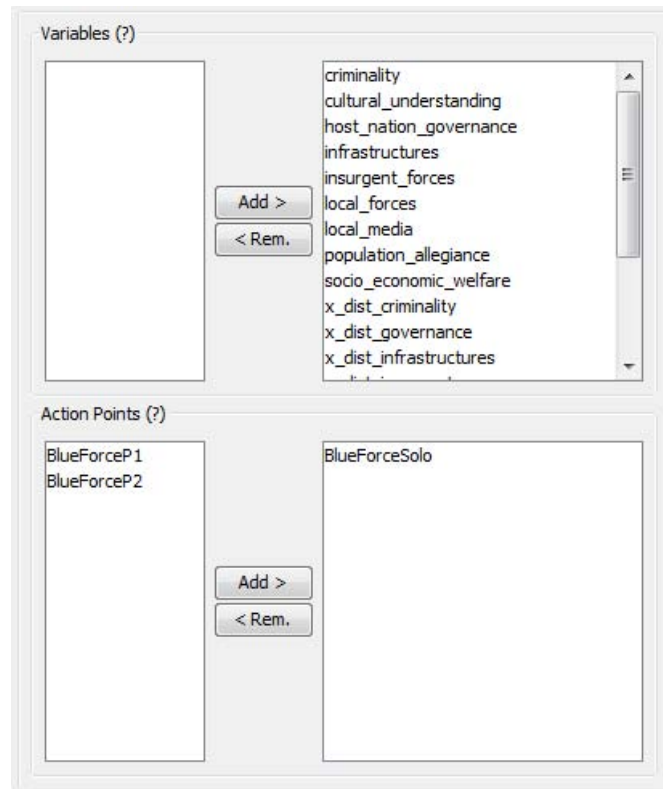 Variables (?)
criminality
cultural_understanding
host_nation_governance
infrastructures
insurgent_forces
local_forces
local_media
population_allegiance
socio_economic_welfare
x_dist_criminality
x_dist_governance
x_dist_infrastructures
Add >
< Rem.
Action Points (?)
BlueForceP1
BlueForceP2
Add >
< Rem.
BlueForceSolo